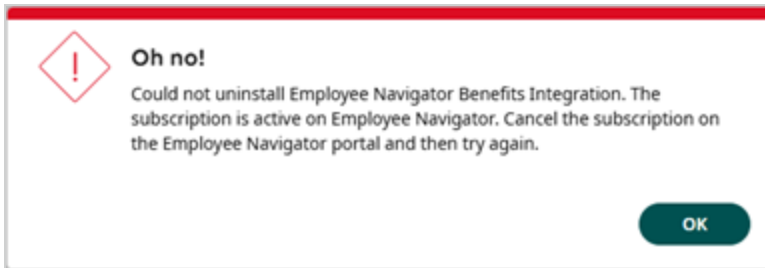 !
Oh no!
Could not uninstall Employee Navigator Benefits Integration. The
subscription is active on Employee Navigator. Cancel the subscription on
the Employee Navigator portal and then try again.
OK